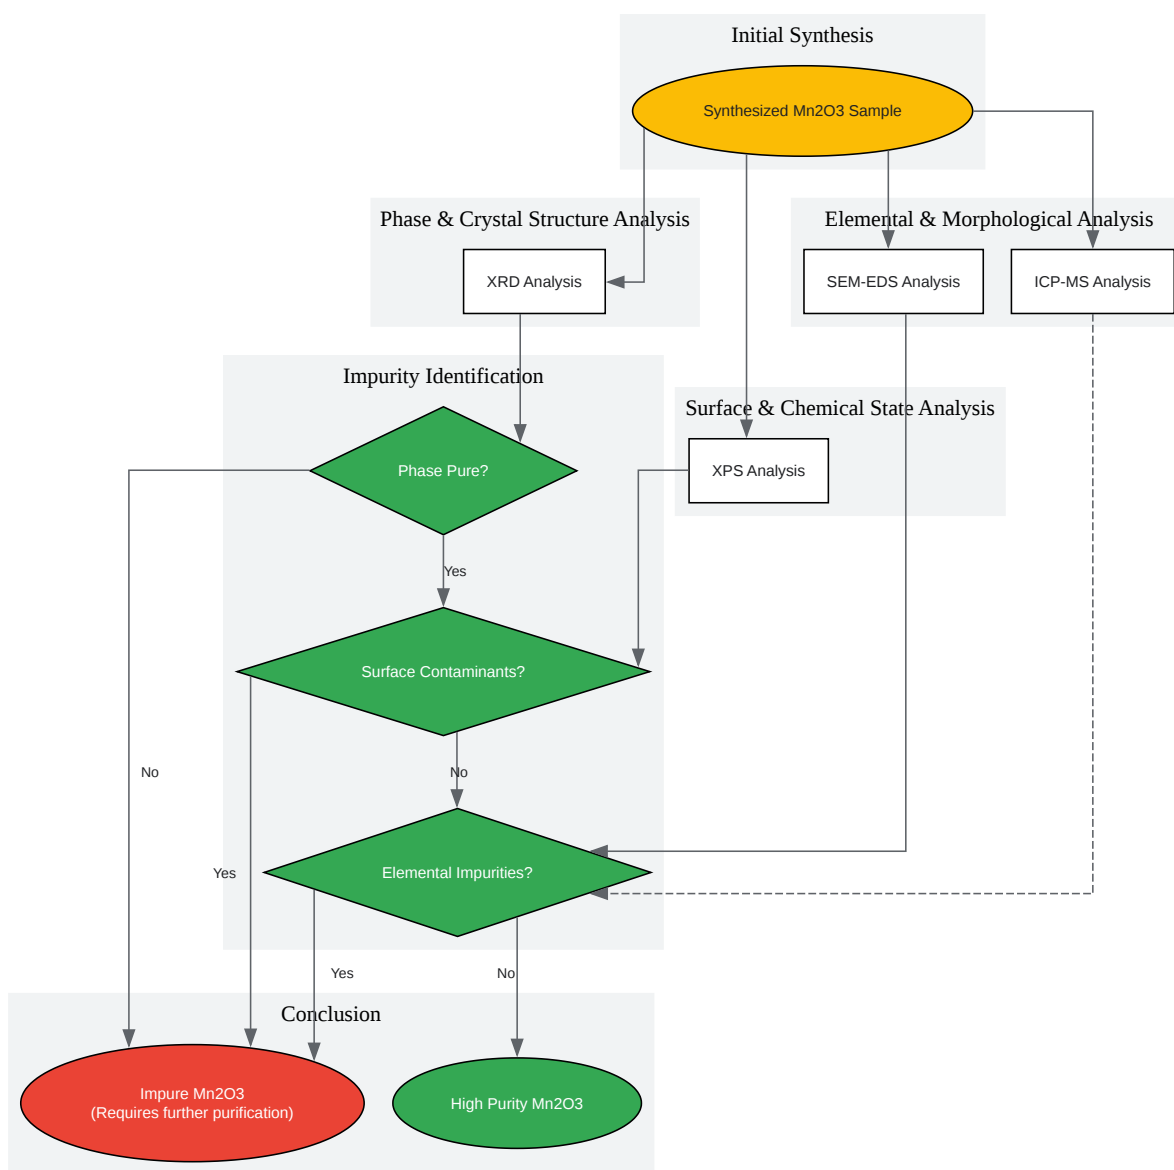 Initial Synthesis
Synthesized Mn2O3 Sample
Phase & Crystal Structure Analysis
Elemental & Morphological Analysis
XRD Analysis
SEM-EDS Analysis
ICP-MS Analysis
Impurity Identification
Surface & Chemical State Analysis
Phase Pure?
XPS Analysis
Yes
Surface Contaminants?
No
No
Yes
Elemental Impurities?
Yes
No
Conclusion
Impure Mn2O3
(Requires further purification)
High Purity Mn2O3